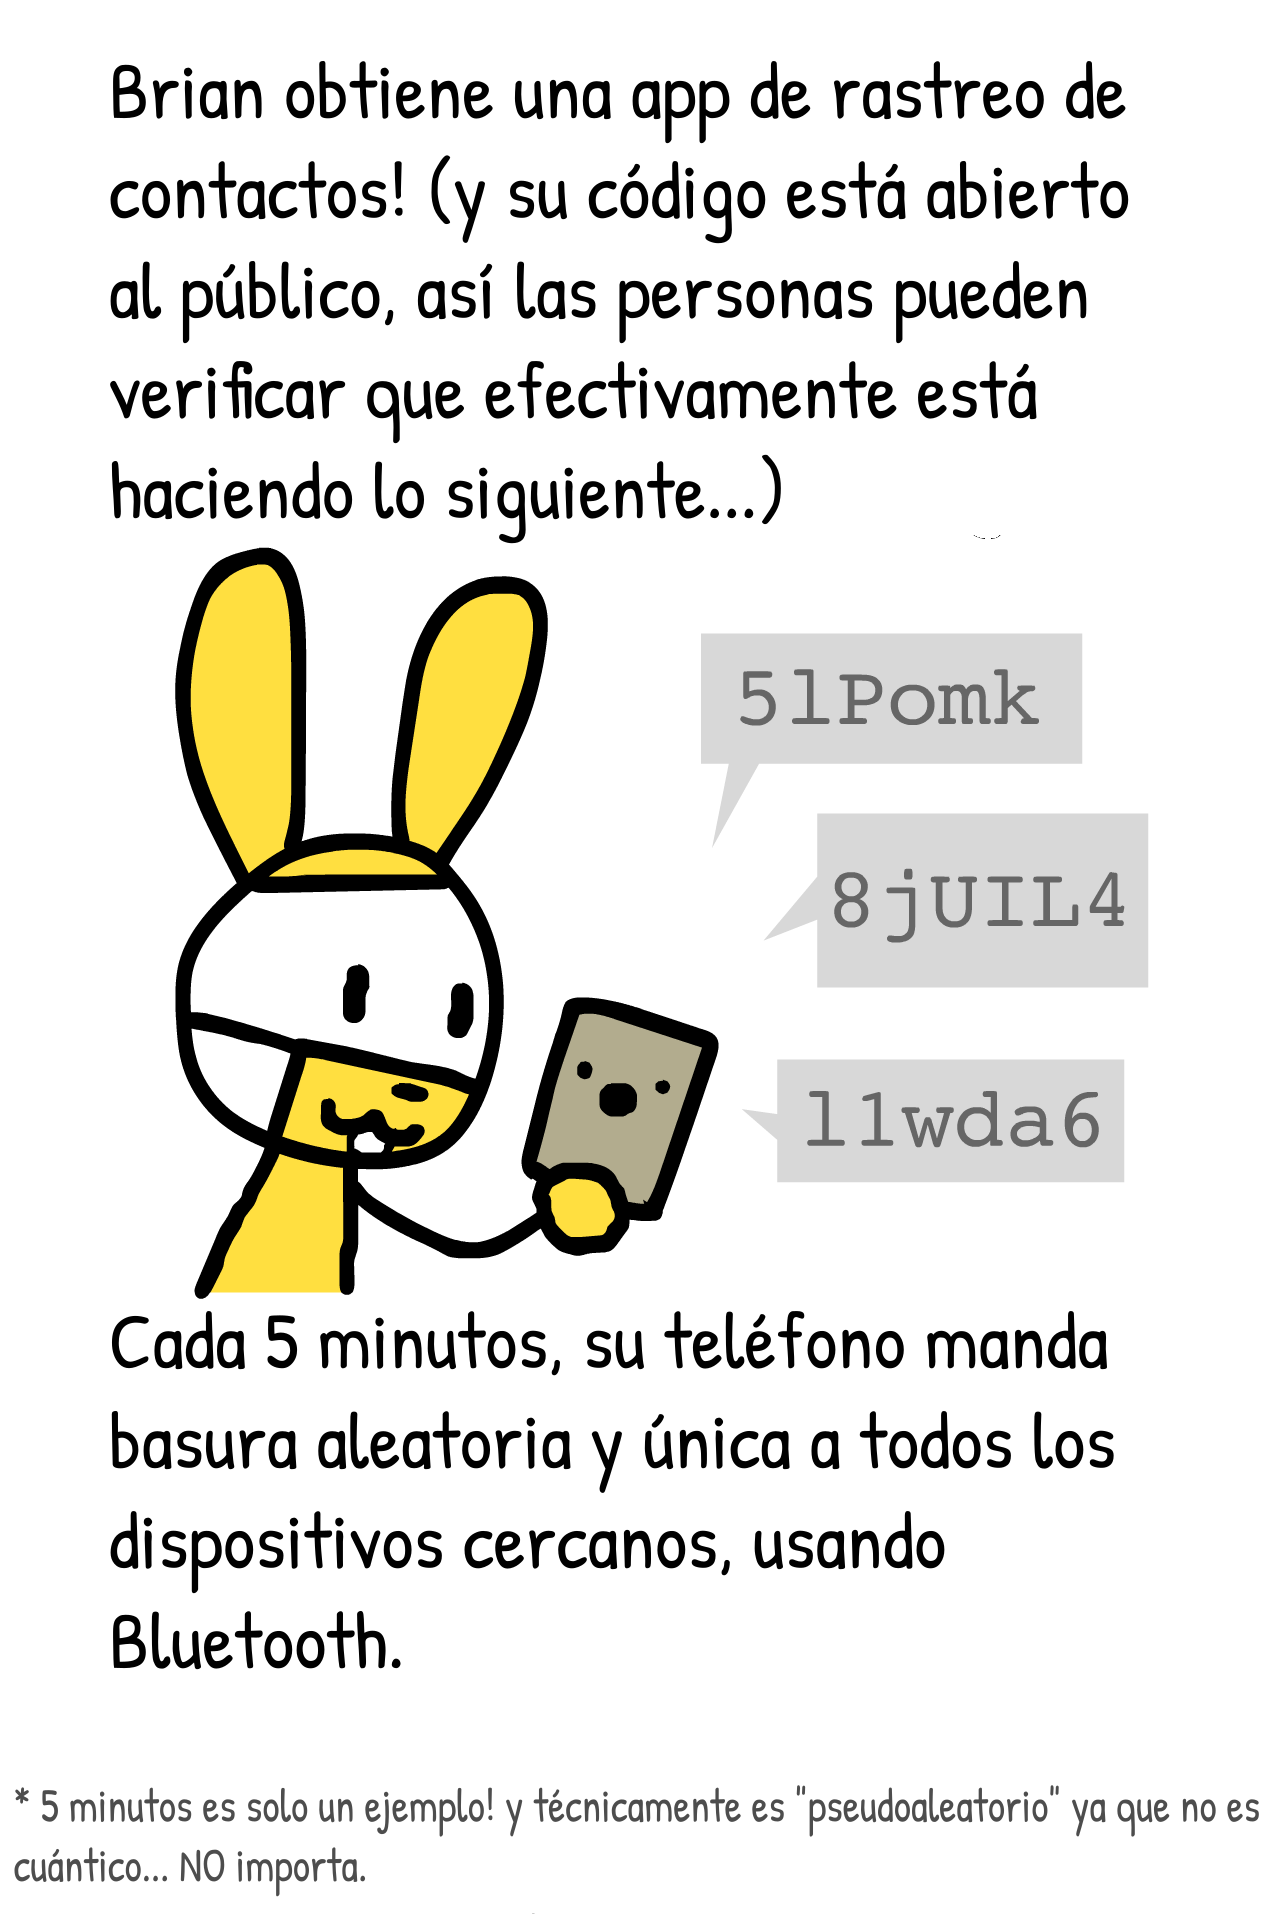 Brian obtiene una app de rastreo de
contactos! (y su código está abierto
al público, así las personas pueden
verificar que efectivamente está
haciendo lo siguiente...)
5lPomk
8jUIL4
l1wda6
Cada 5 minutos, su teléfono manda
basura aleatoria y única a todos los
dispositivos cercanos, usando
Bluetooth.
* 5 minutos es solo un ejemplo! y técnicamente es "pseudoaleatorio" ya que no es
cuántico... NO importa.